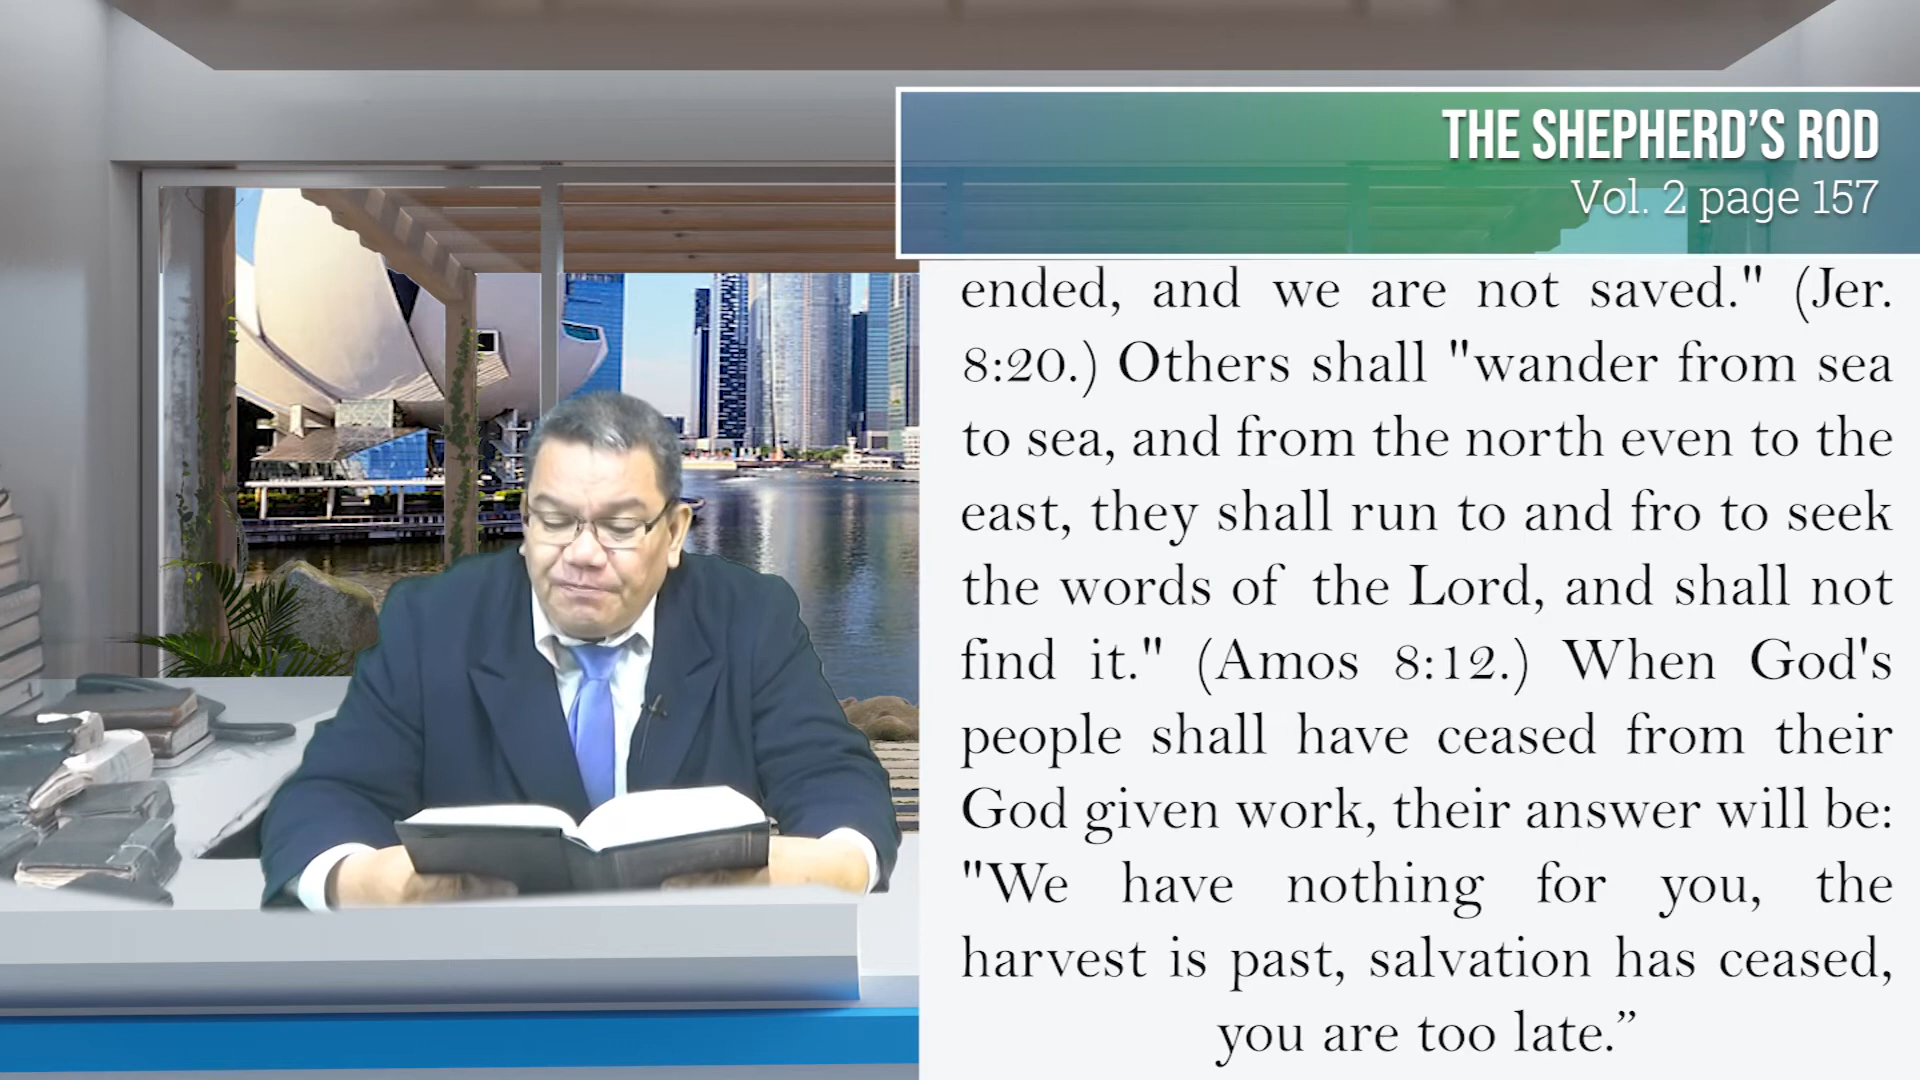 THE SHEPHERD'S ROD
Vol. 2 page 157
ended, and we are not saved." (Jer.
8:20.) Others shall "wander from sea
to sea, and from the north even to the
east, they shall run to and fro to seek
the words of the Lord, and shall not
find it." (Amos 8:12.) When God's
people shall have ceased from their
God given work, their answer will be:
"We have nothing for you, the
harvest is past, salvation has ceased,
you are too late.”